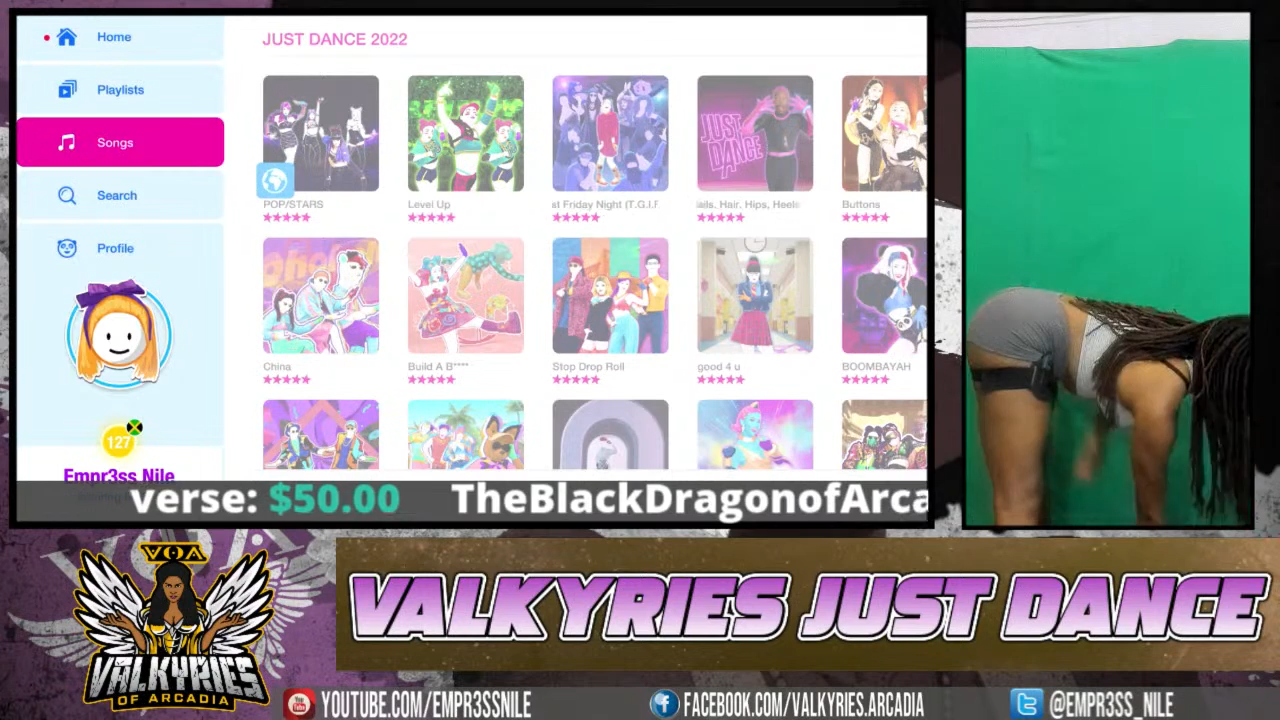 Home
Playlists
Songs
Search
Profile
127
Empr3ss Nile
JUST DANCE 2022
POP/STARS
Level Up
st Friday Night (T.G.I.F
ails, Hair, Hips, Heels
Buttons
JUST DANCE
China
Build A B****
Stop Drop Roll
good 4 u
BOOMBAYAH
verse: $50.00 TheBlackDragonofArca
VOA
VALKYRIES
OF ARCADIA
VALKYRIES JUST DANCE
YOUTUBE.COM/EMPR3SSNILE
FACEBOOK.COM/VALKYRIES.ARCADIA
@EMPR3SS_NILE